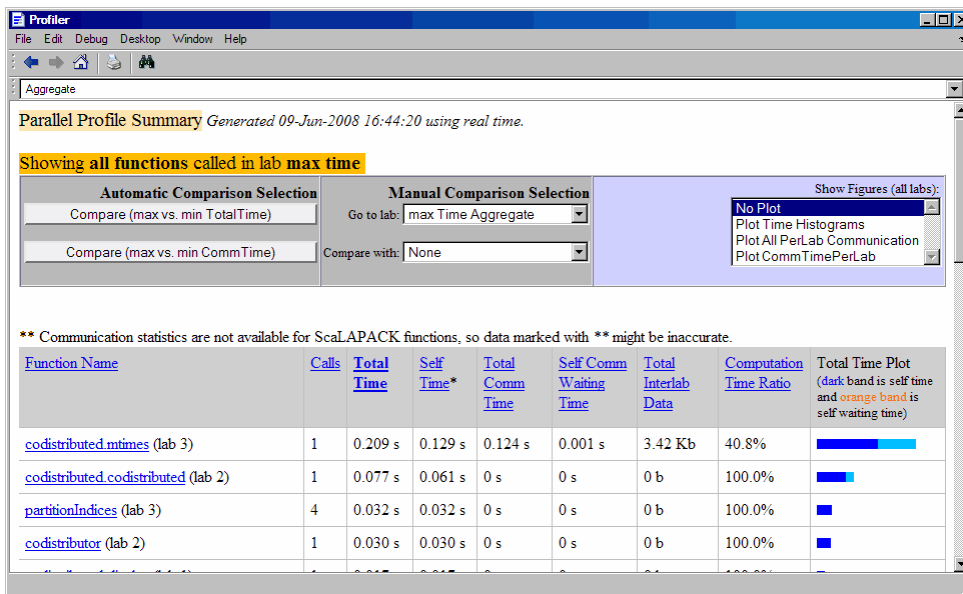 Profiler
File Edit Debug Desktop Window Help
Aggregate
Parallel Profile Summary Generated 09-Jun-2008 16:44:20 using real time.
Showing all functions called in lab max time
Automatic Comparison Selection
Compare (max vs. min TotalTime)
Compare (max vs. min CommTime)
Manual Comparison Selection
Go to lab: max Time Aggregate
Compare with: None
Show Figures (all labs):
No Plot
Plot Time Histograms
Plot All PerLab Communication
Plot CommTimePerLab
** Communication statistics are not available for ScaLAPACK functions, so data marked with ** might be inaccurate.
Function Name Calls Total Time Self Time* Total Comm Time Self Comm Waiting Time Total Interlab Data Computation Time Ratio Total Time Plot (dark band is self time and orange band is self waiting time)
codistributed.mtimes (lab 3) 1 0.209 s 0.129 s 0.124 s 0.001 s 3.42 Kb 40.8%
codistributed.codistributed (lab 2) 1 0.077 s 0.061 s 0 s 0 s 0 b 100.0%
partitionIndices (lab 3) 4 0.032 s 0.032 s 0 s 0 s 0 b 100.0%
codistributor (lab 2) 1 0.030 s 0.030 s 0 s 0 s 0 b 100.0%